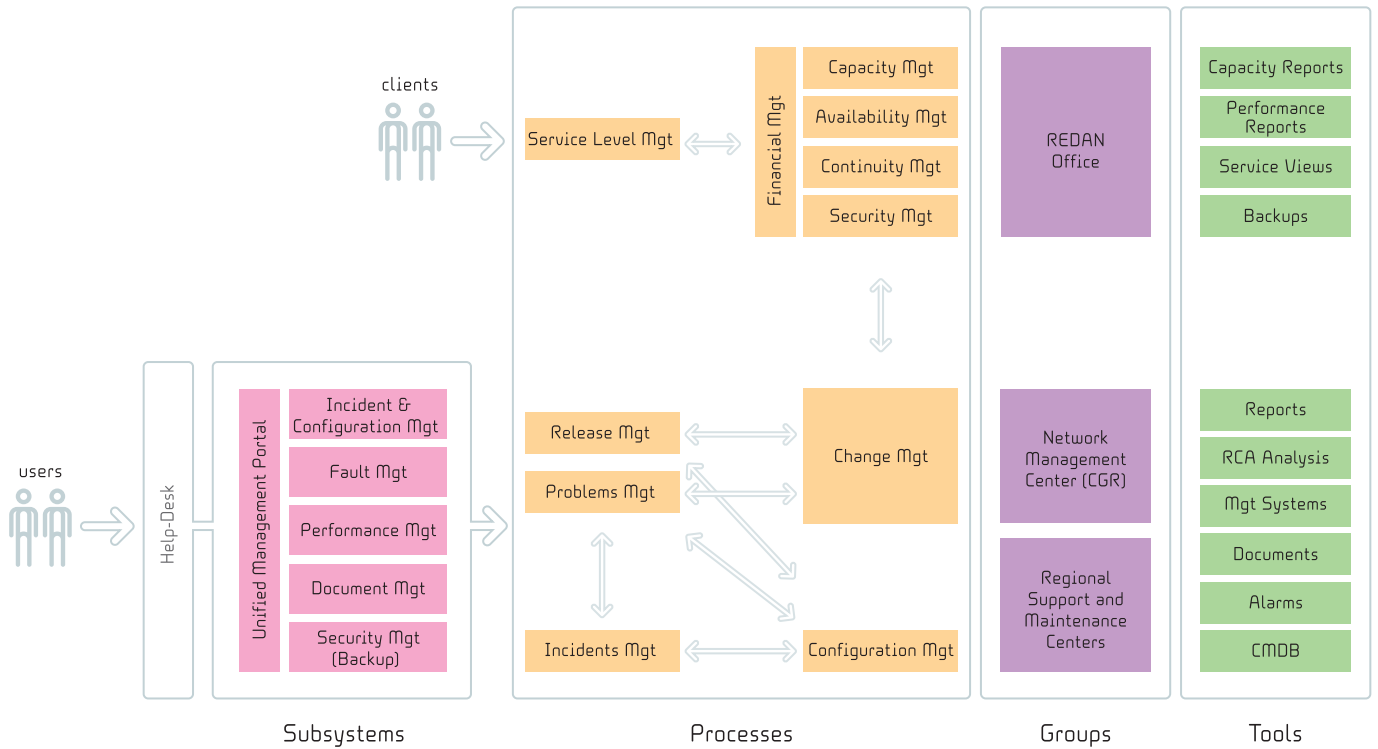 clients
users
Help-Desk
Unified Management Portal
Incident &
Configuration Mgt
Fault Mgt
Performance Mgt
Document Mgt
Security Mgt
(Backup)
Subsystems
Service Level Mgt
Financial Mgt
Capacity Mgt
Availability Mgt
Continuity Mgt
Security Mgt
Release Mgt
Problems Mgt
Change Mgt
Incidents Mgt
Configuration Mgt
Processes
REDAN
Office
Network
Management
Center (CGR)
Regional
Support and
Maintenance
Centers
Groups
Capacity Reports
Performance
Reports
Service Views
Backups
Reports
RCA Analysis
Mgt Systems
Documents
Alarms
CMDB
Tools